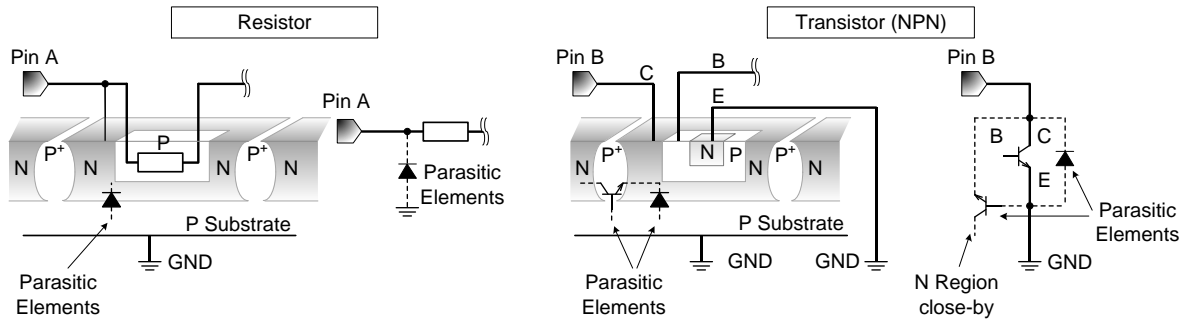 Resistor
Transistor (NPN)
Pin A
Pin B
Pin B
C
B
E
Pin A
N
P+
N
P
P+
N
N
P+
N
N
P
P+
N
N
B
C
E
Parasitic
Elements
P Substrate
GND
Parasitic
Elements
P Substrate
GND
GND
Parasitic
Elements
Parasitic
Elements
N Region
close-by
GND